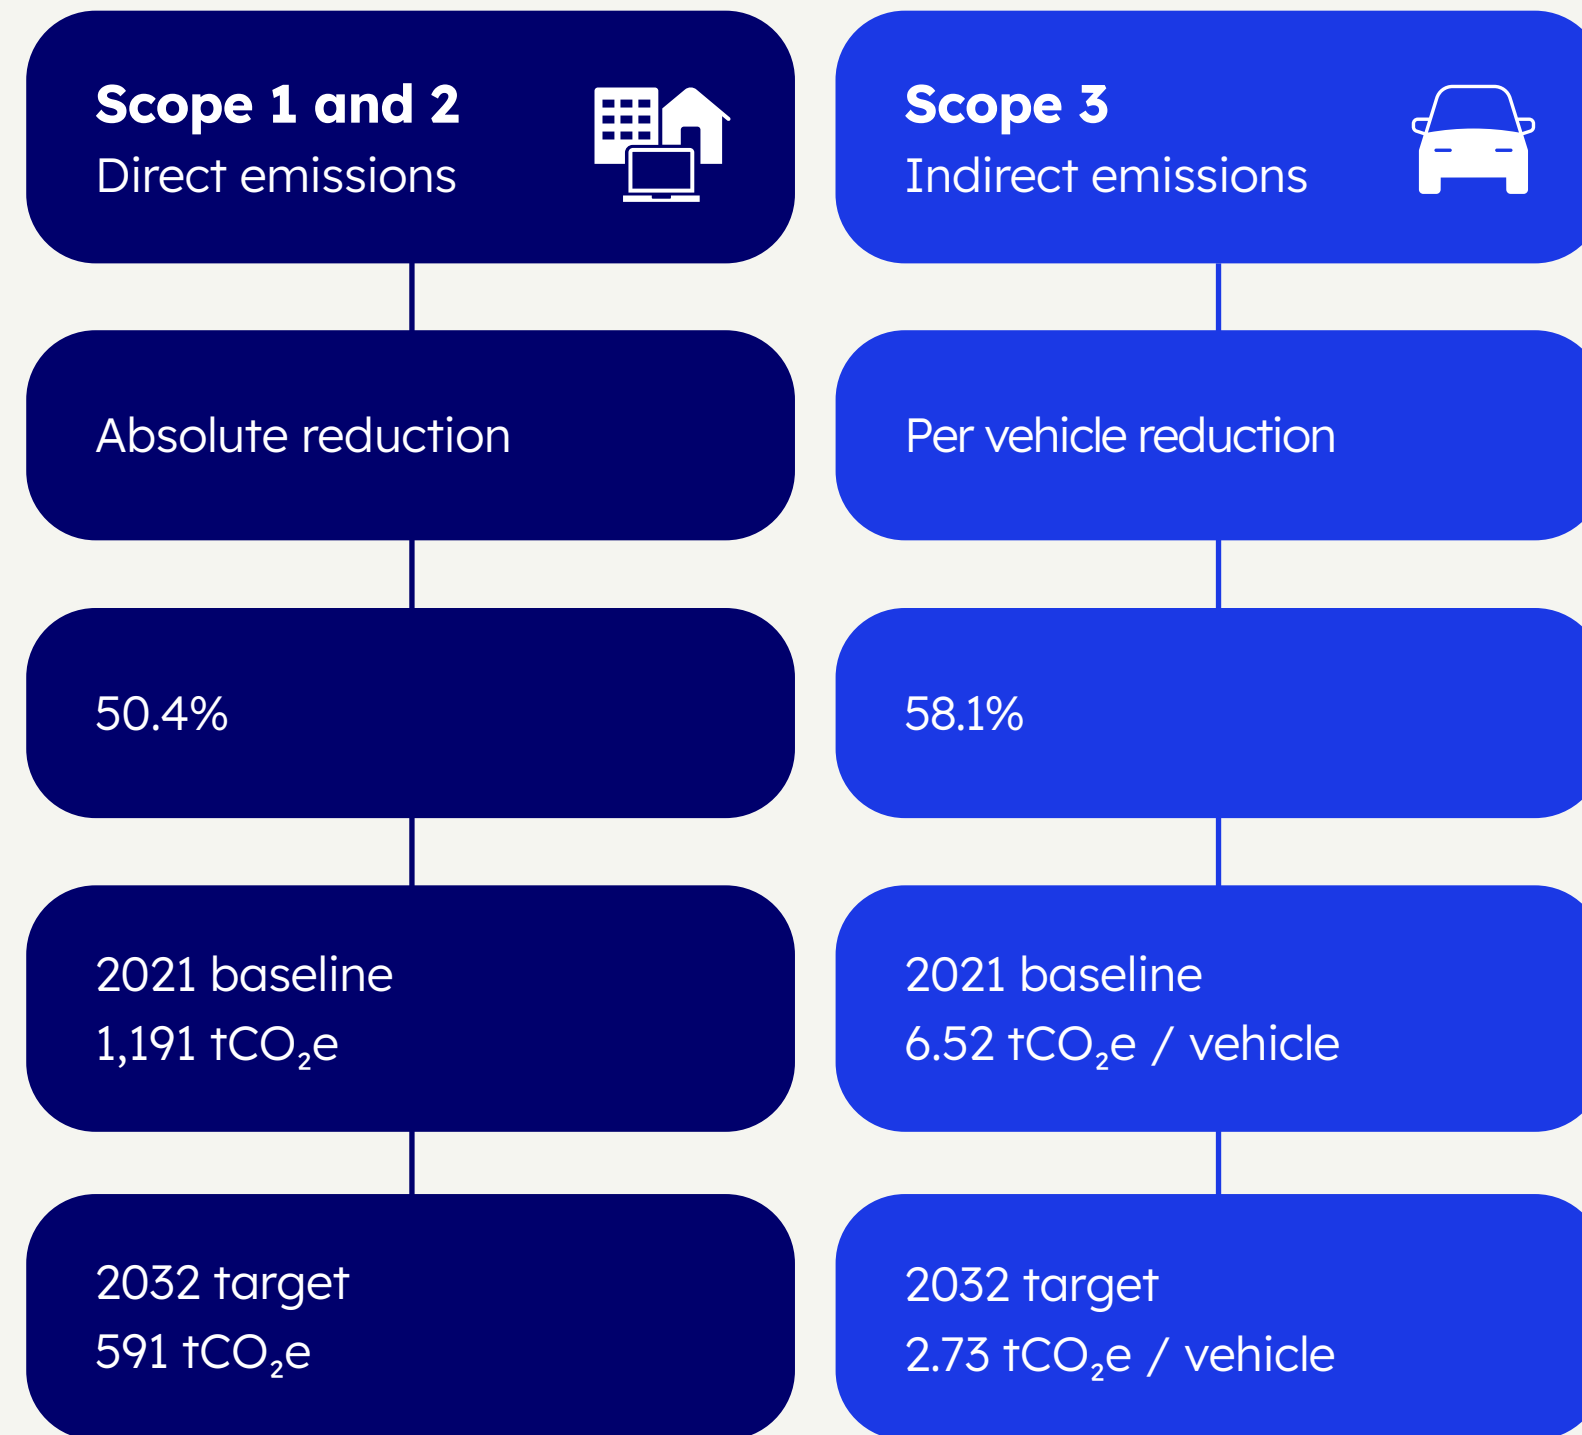 Scope 1 and 2
Direct emissions
Absolute reduction
50.4%
2021 baseline
1,191 tCO₂e
2032 target
591 tCO₂e
Scope 3
Indirect emissions
Per vehicle reduction
58.1%
2021 baseline
6.52 tCO₂e / vehicle
2032 target
2.73 tCO₂e / vehicle